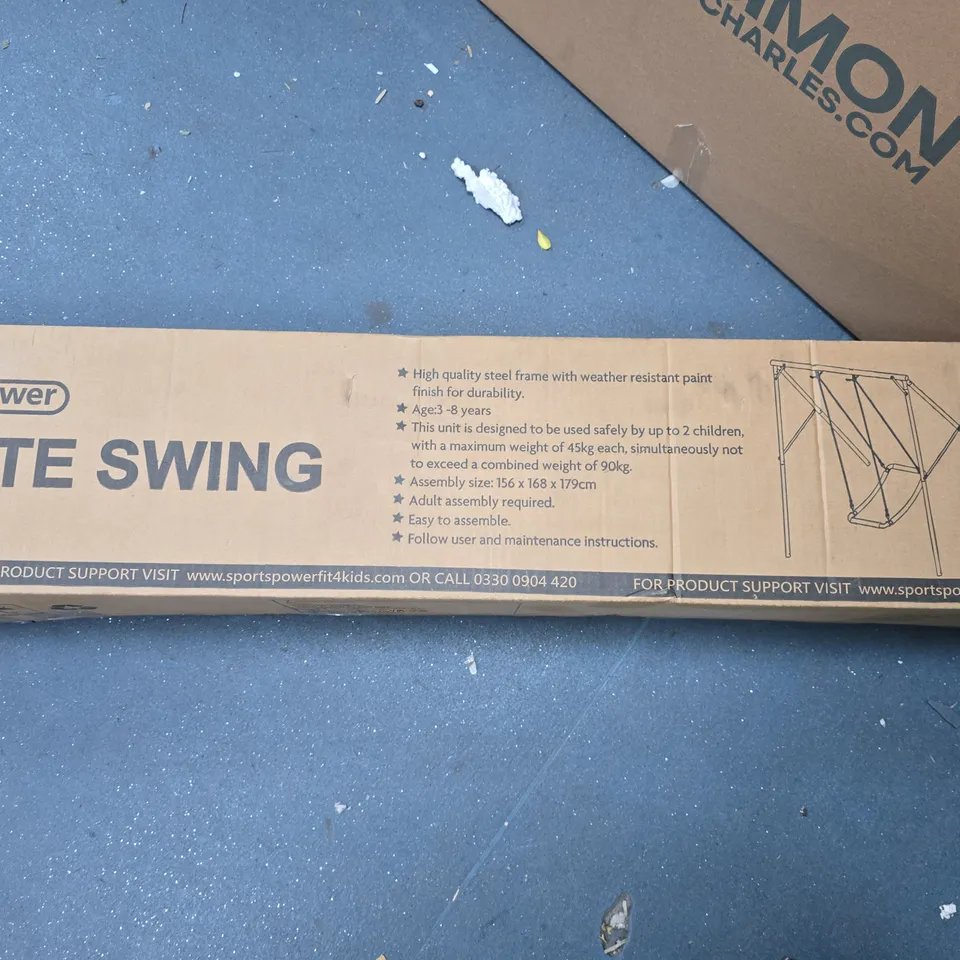 IMON
CHARLES.COM
wer
TE SWING
High quality steel frame with weather resistant paint
finish for durability.
Age:3 -8 years
This unit is designed to be used safely by up to 2 children,
with a maximum weight of 45kg each, simultaneously not
to exceed a combined weight of 90kg.
Assembly size: 156 x 168 x 179cm
Adult assembly required.
Easy to assemble.
Follow user and maintenance instructions.
RODUCT SUPPORT VISIT www.sportspowerfit4kids.com OR CALL 0330 0904 420 FOR PRODUCT SUPPORT VISIT www.sportspo